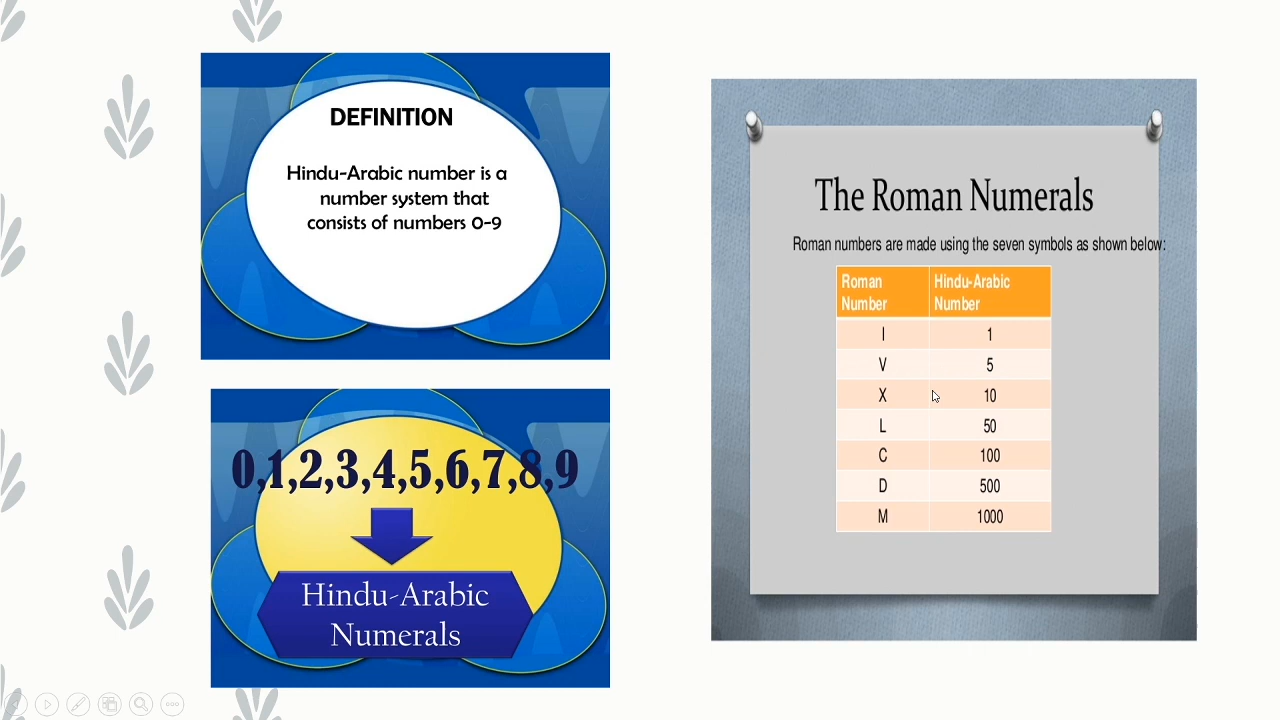 DEFINITION
Hindu-Arabic number is a
number system that
consists of numbers 0-9
0,1,2,3,4,5,6,7,8,9
Hindu-Arabic
Numerals
The Roman Numerals
Roman numbers are made using the seven symbols as shown below:
Roman Number Hindu-Arabic Number
I 1
V 5
X 10
L 50
C 100
D 500
M 1000